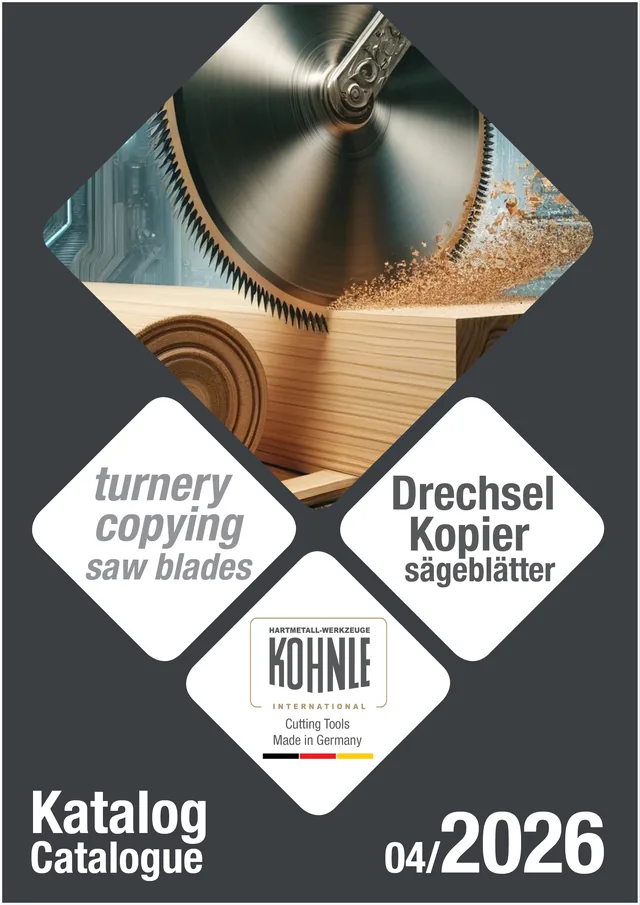 turnery
copying
saw blades
Drechsel
Kopier
sägeblätter
HARTMETALL-WERKZEUGE
KOHNLE
INTERNATIONAL
Cutting Tools
Made in Germany
Katalog
Catalogue
04/2026